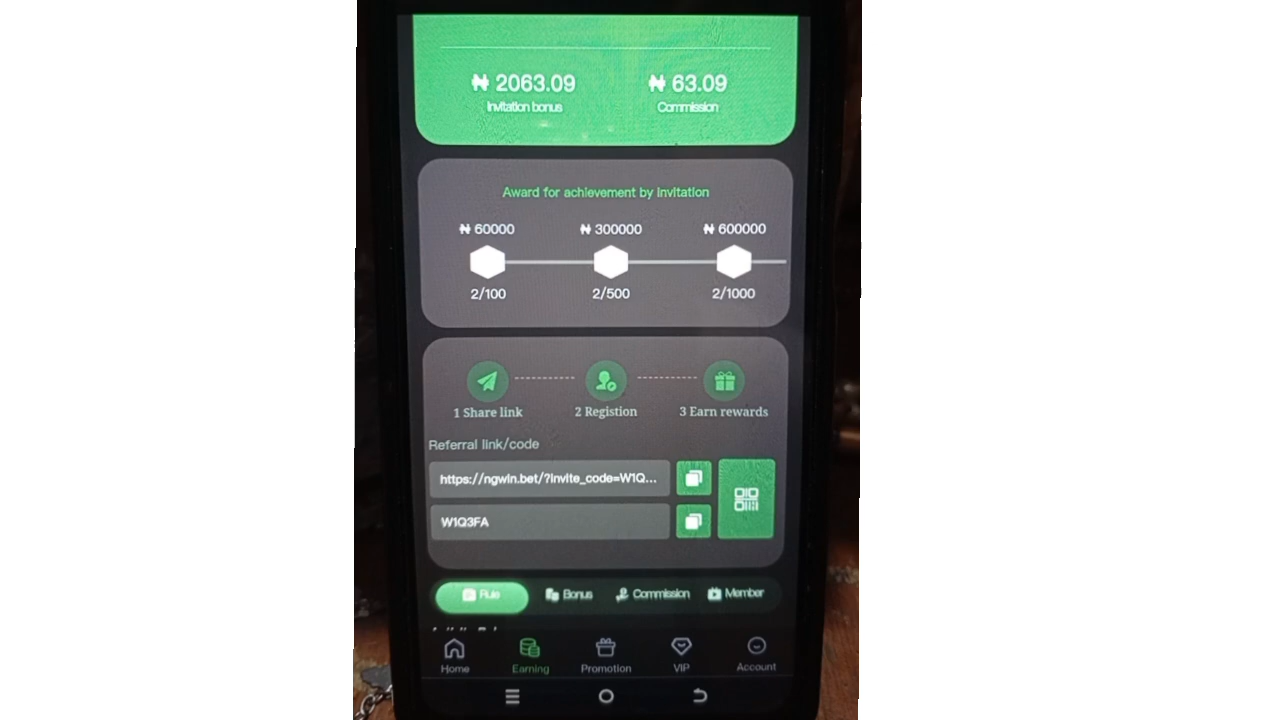 ₦ 2063.09 ₦ 63.09
Invitation bonus Commission
Award for achievement by invitation
₦ 60000 ₦ 300000 ₦ 600000
2/100 2/500 2/1000
1 Share link 2 Registion 3 Earn rewards
Referral link/code
https://ngwin.bet/?invite_code=W1Q...
W1Q3FA
Rule Bonus Commission Member
Home Earning Promotion VIP Account